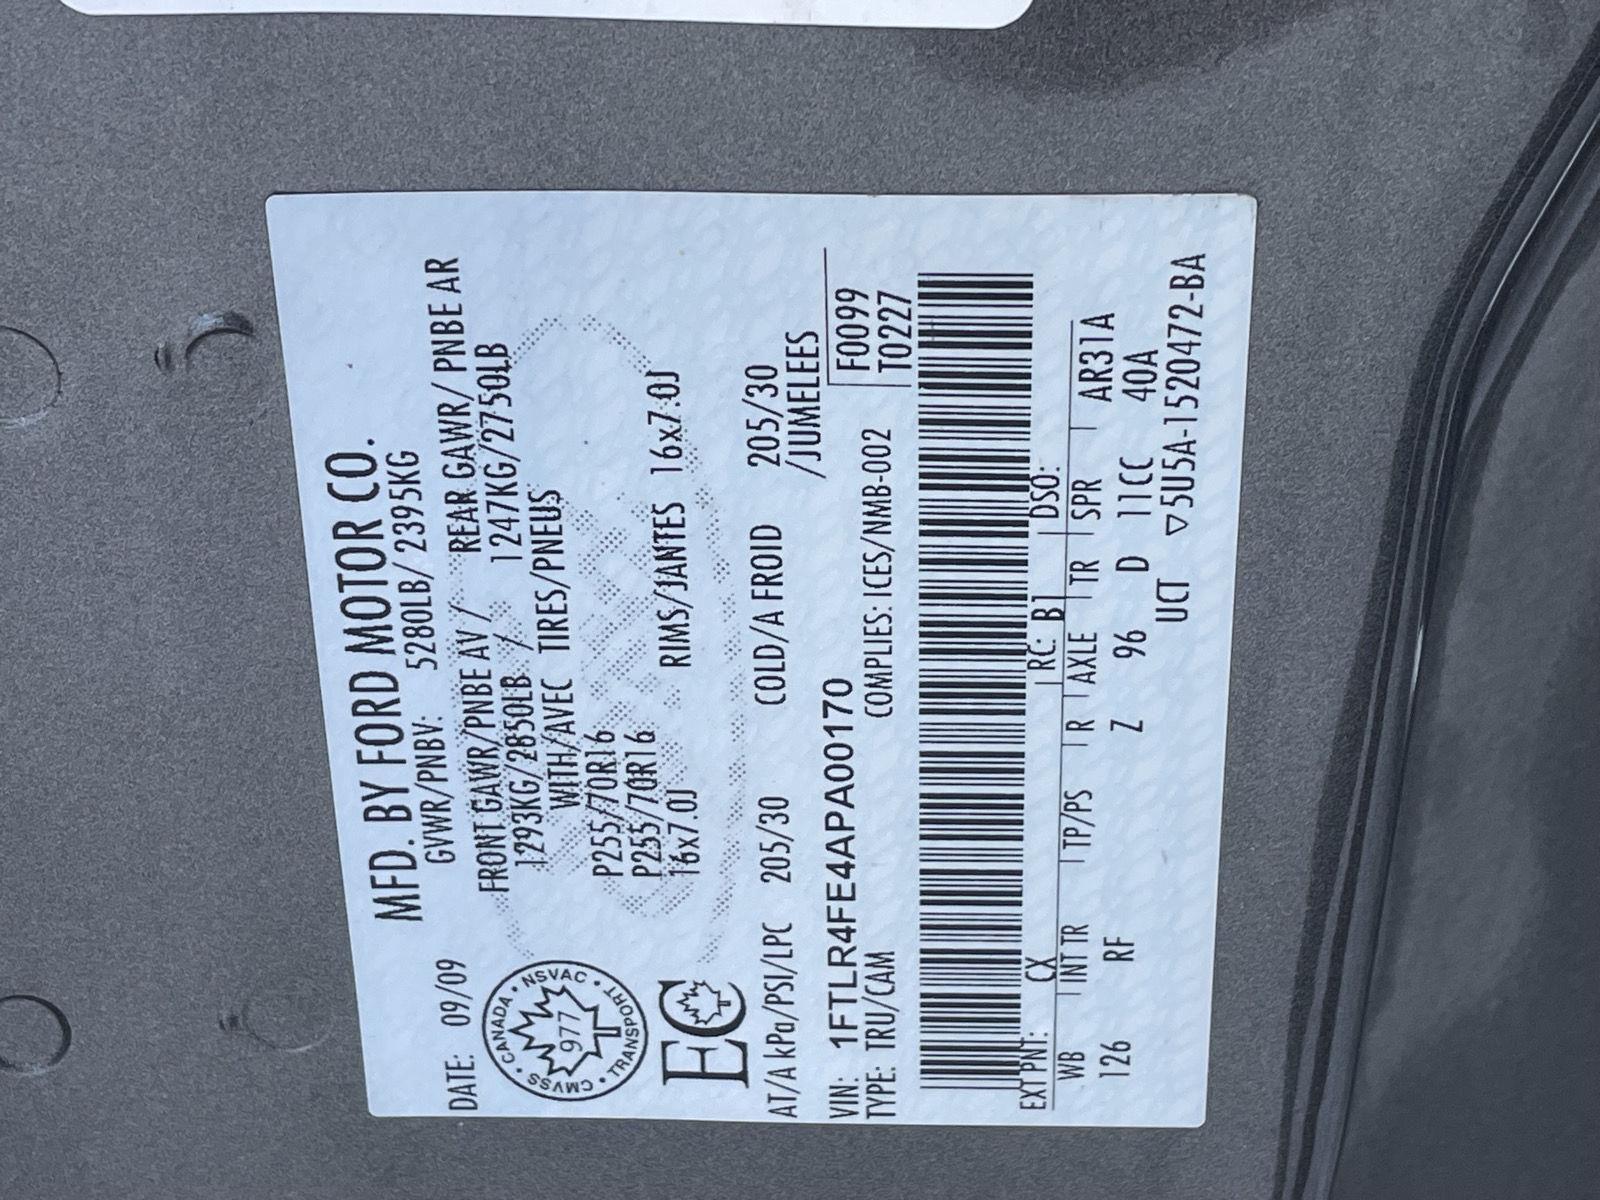 MFD. BY FORD MOTOR CO.
DATE: 09/09 GVWR/PNBV: 5280LB/ 2395KG
FRONT GAWR/PNBE AV / REAR GAWR/ PNBE AR
1293KG/2850LB / 1247KG/2750LB
WITH/AVEC TIRES/PNEUS
P255/70R16
P255/70R16 RIMS/JANTES 16x7.0J
16x7.0J
CANADA • NSVAC • TRANSPORT • CMVSS •
977
EC
AT/A kPa/PSI/LPC 205/30 COLD/A FROID 205/30
/JUMELEES
VIN: 1FTLR4FE4APA00170 F0099
TYPE: TRU/CAM COMPLIES: ICES/NMB-002 T0227
EXT PNT: CX RC: B1 DSO:
WB INT TR TP/PS R AXLE TR SPR AR31A
126 RF Z 96 D 11CC 40A
UCT ▽5U5A-1520472-BA